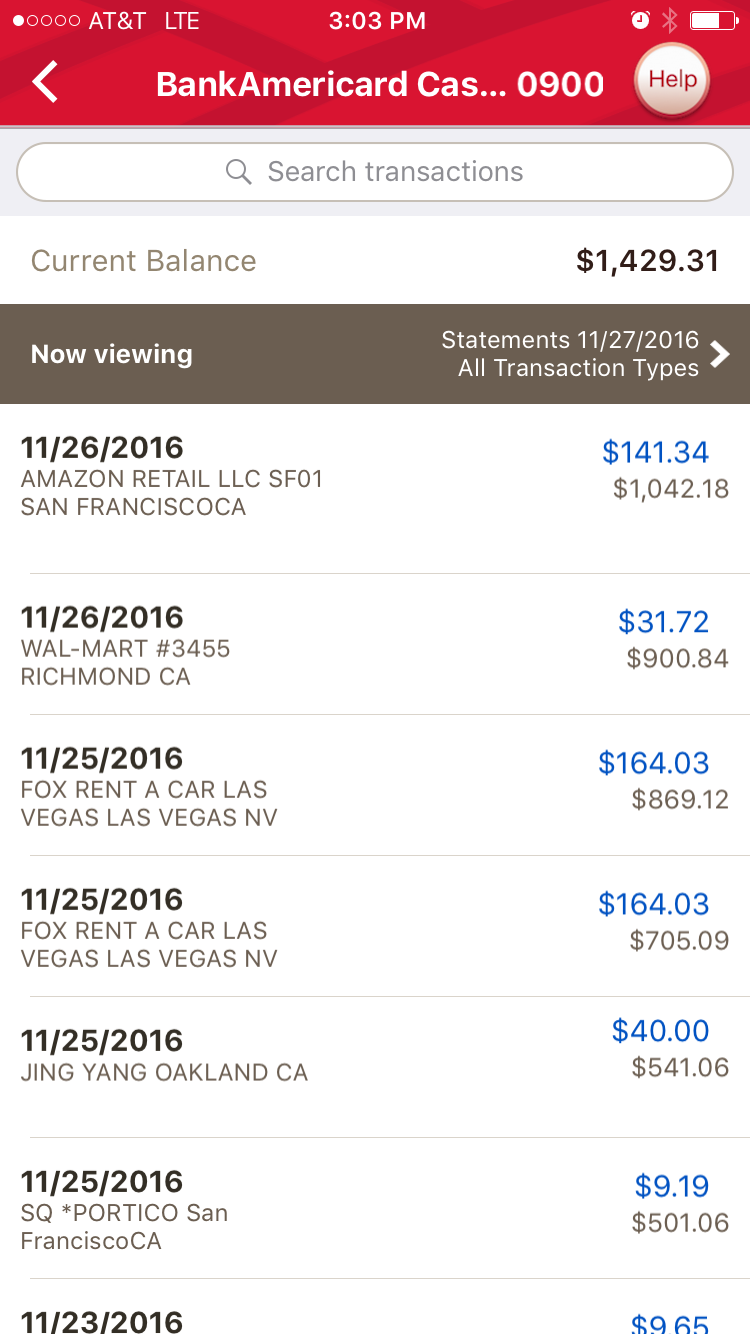 AT&T LTE 3:03 PM
BankAmericard Cas... 0900 Help
Search transactions
Current Balance $1,429.31
Now viewing Statements 11/27/2016
All Transaction Types
11/26/2016 $141.34
AMAZON RETAIL LLC SF01 $1,042.18
SAN FRANCISCOCA
11/26/2016 $31.72
WAL-MART #3455 $900.84
RICHMOND CA
11/25/2016 $164.03
FOX RENT A CAR LAS $869.12
VEGAS LAS VEGAS NV
11/25/2016 $164.03
FOX RENT A CAR LAS $705.09
VEGAS LAS VEGAS NV
11/25/2016 $40.00
JING YANG OAKLAND CA $541.06
11/25/2016 $9.19
SQ *PORTICO San $501.06
FranciscoCA
11/23/2016 $9.65